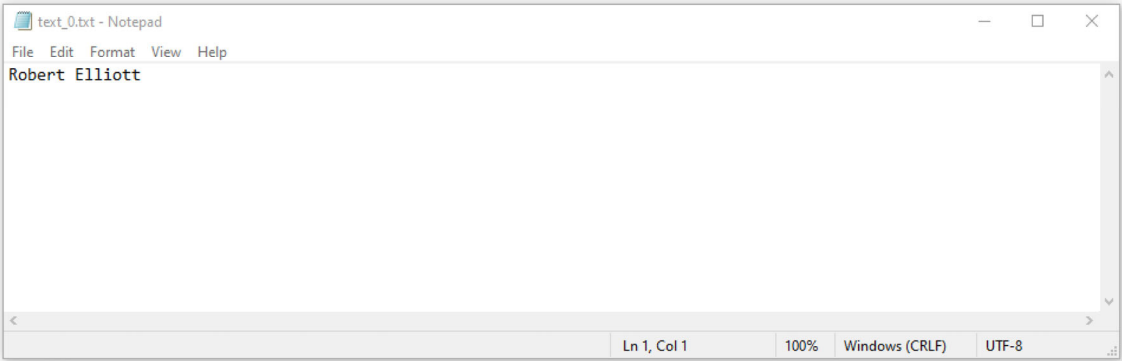 text_0.txt - Notepad
File Edit Format View Help
Robert Elliott
Ln 1, Col 1 100% Windows (CRLF) UTF-8